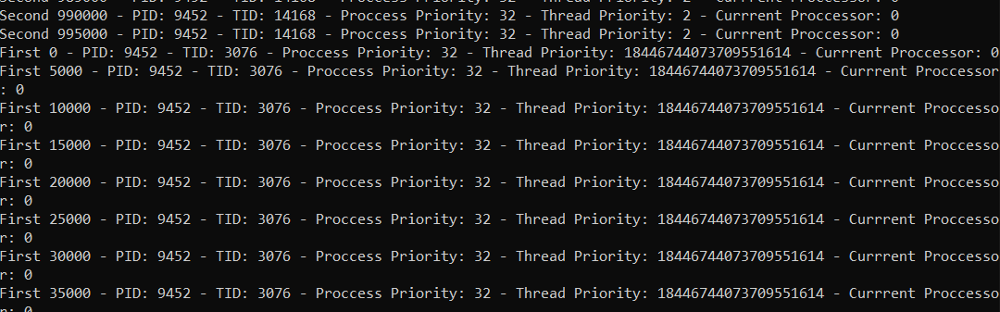 Second 985000 - PID: 9452 - TID: 14168 - Proccess Priority: 32 - Thread Priority: 2 - Currrent Proccessor: 0
Second 990000 - PID: 9452 - TID: 14168 - Proccess Priority: 32 - Thread Priority: 2 - Currrent Proccessor: 0
Second 995000 - PID: 9452 - TID: 14168 - Proccess Priority: 32 - Thread Priority: 2 - Currrent Proccessor: 0
First 0 - PID: 9452 - TID: 3076 - Proccess Priority: 32 - Thread Priority: 18446744073709551614 - Currrent Proccessor: 0
First 5000 - PID: 9452 - TID: 3076 - Proccess Priority: 32 - Thread Priority: 18446744073709551614 - Currrent Proccessor
: 0
First 10000 - PID: 9452 - TID: 3076 - Proccess Priority: 32 - Thread Priority: 18446744073709551614 - Currrent Proccesso
r: 0
First 15000 - PID: 9452 - TID: 3076 - Proccess Priority: 32 - Thread Priority: 18446744073709551614 - Currrent Proccesso
r: 0
First 20000 - PID: 9452 - TID: 3076 - Proccess Priority: 32 - Thread Priority: 18446744073709551614 - Currrent Proccesso
r: 0
First 25000 - PID: 9452 - TID: 3076 - Proccess Priority: 32 - Thread Priority: 18446744073709551614 - Currrent Proccesso
r: 0
First 30000 - PID: 9452 - TID: 3076 - Proccess Priority: 32 - Thread Priority: 18446744073709551614 - Currrent Proccesso
r: 0
First 35000 - PID: 9452 - TID: 3076 - Proccess Priority: 32 - Thread Priority: 18446744073709551614 - Currrent Proccesso
r: 0